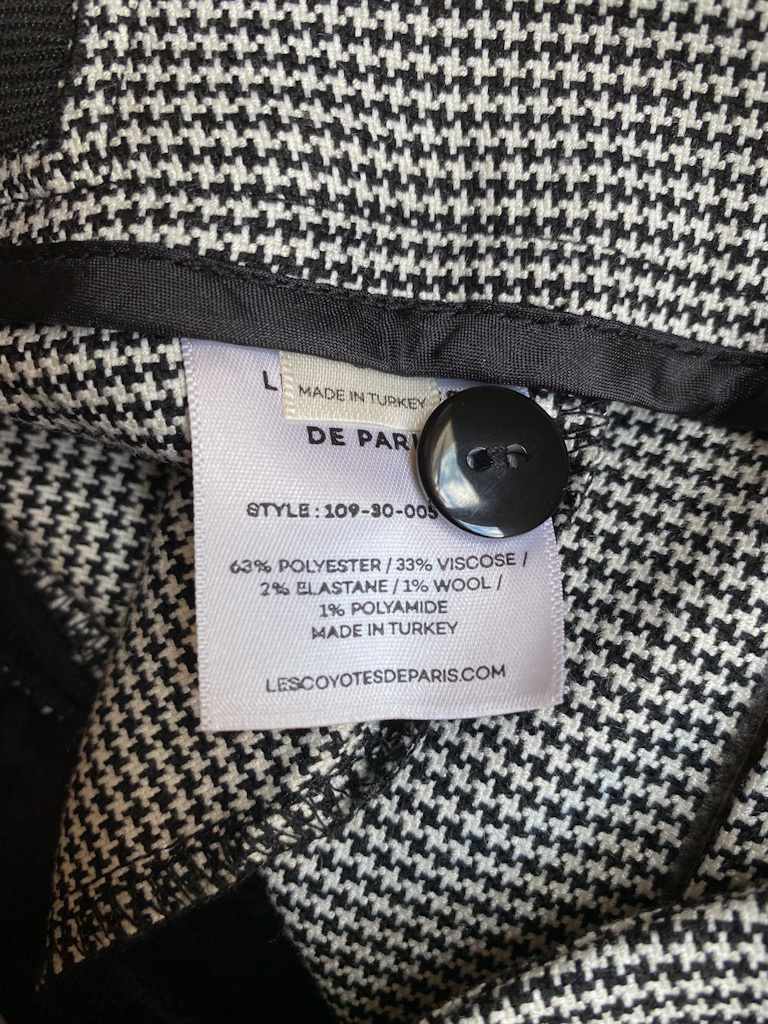 MADE IN TURKEY
DE PARI
STYLE: 109-30-005
63% POLYESTER / 33% VISCOSE /
2% ELASTANE / 1% WOOL /
1% POLYAMIDE
MADE IN TURKEY
LESCOYOTESDEPARIS.COM